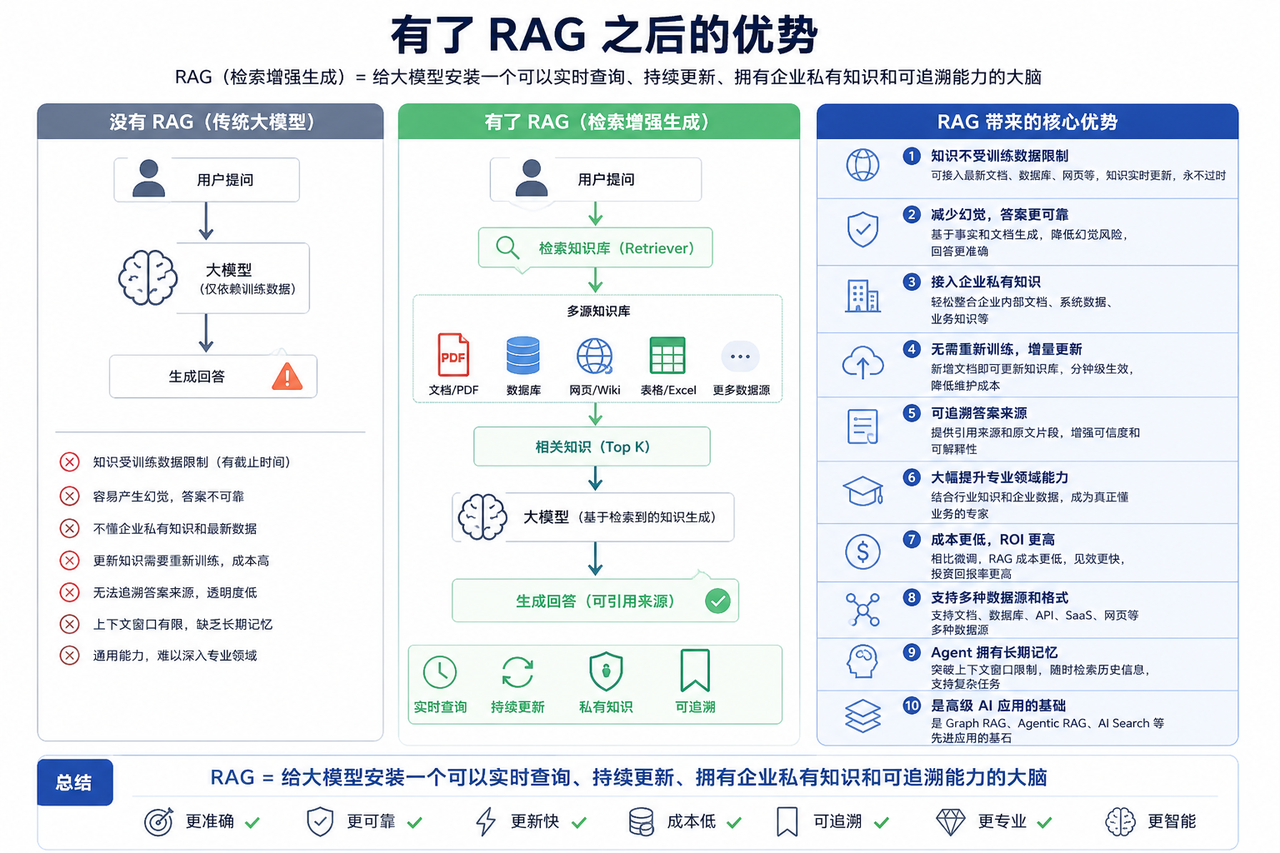 有了 RAG 之后的优势
RAG（检索增强生成）= 给大模型安装一个可以实时查询、持续更新、拥有企业私有知识和可追溯能力的大脑
没有 RAG（传统大模型）
用户提问
大模型
（仅依赖训练数据）
生成回答
知识受训练数据限制（有截止时间）
容易产生幻觉，答案不可靠
不懂企业私有知识和最新数据
更新知识需要重新训练，成本高
无法追溯答案来源，透明度低
上下文窗口有限，缺乏长期记忆
通用能力，难以深入专业领域
有了 RAG（检索增强生成）
用户提问
检索知识库（Retriever）
多源知识库
PDF
文档/PDF 数据库 网页/Wiki 表格/Excel 更多数据源
相关知识（Top K）
大模型（基于检索到的知识生成）
生成回答（可引用来源）
实时查询 持续更新 私有知识 可追溯
RAG 带来的核心优势
1 知识不受训练数据限制
可接入最新文档、数据库、网页等，知识实时更新，永不过时
2 减少幻觉，答案更可靠
基于事实和文档生成，降低幻觉风险，
回答更准确
3 接入企业私有知识
轻松整合企业内部文档、系统数据、
业务知识等
4 无需重新训练，增量更新
新增文档即可更新知识库，分钟级生效，
降低维护成本
5 可追溯答案来源
提供引用来源和原文片段，增强可信度和
可解释性
6 大幅提升专业领域能力
结合行业知识和企业数据，成为真正懂
业务的专家
7 成本更低，ROI 更高
相比微调，RAG 成本更低，见效更快，
投资回报率更高
8 支持多种数据源和格式
支持文档、数据库、API、SaaS、网页等
多种数据源
9 Agent 拥有长期记忆
突破上下文窗口限制，随时检索历史信息，
支持复杂任务
10 是高级 AI 应用的基础
是 Graph RAG、Agentic RAG、AI Search 等
先进应用的基石
总结
RAG = 给大模型安装一个可以实时查询、持续更新、拥有企业私有知识和可追溯能力的大脑
更准确 更可靠 更新快 成本低 可追溯 更专业 更智能